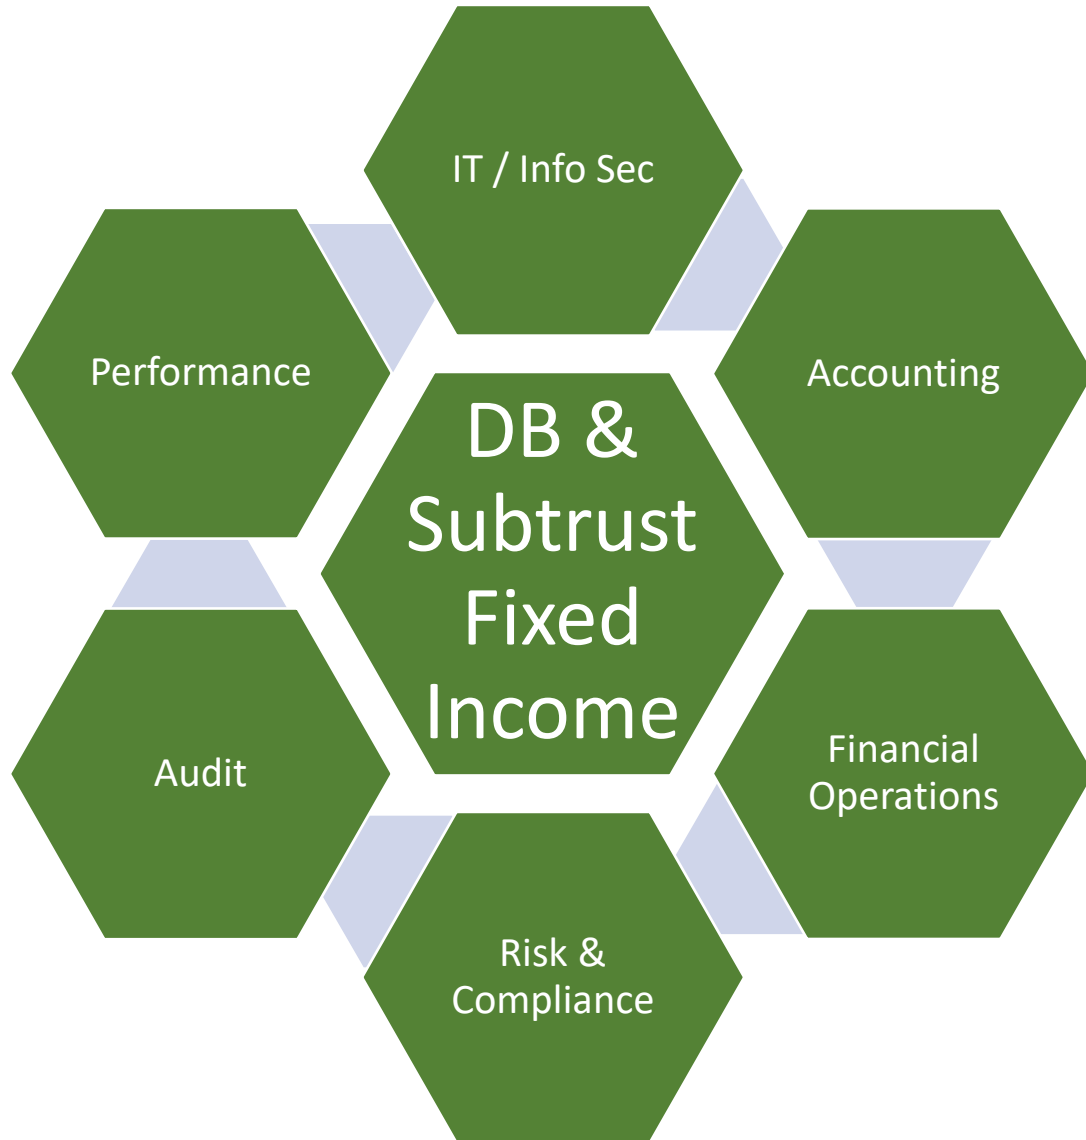 IT / Info Sec
Performance
Accounting
DB &
Subtrust
Fixed
Income
Audit
Financial
Operations
Risk &
Compliance